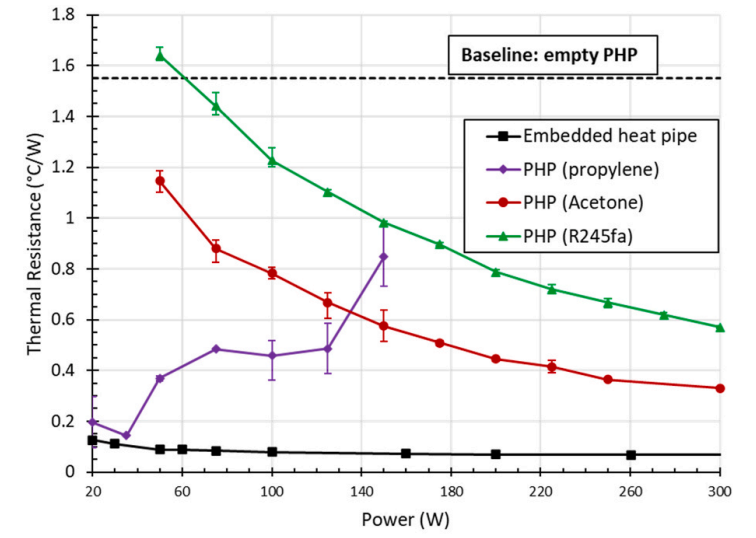 1.8
1.6
1.4
1.2
1
0.8
0.6
0.4
0.2
0
Thermal Resistance (°C/W)
Baseline: empty PHP
Embedded heat pipe
PHP (propylene)
PHP (Acetone)
PHP (R245fa)
20 60 100 140 180 220 260 300
Power (W)